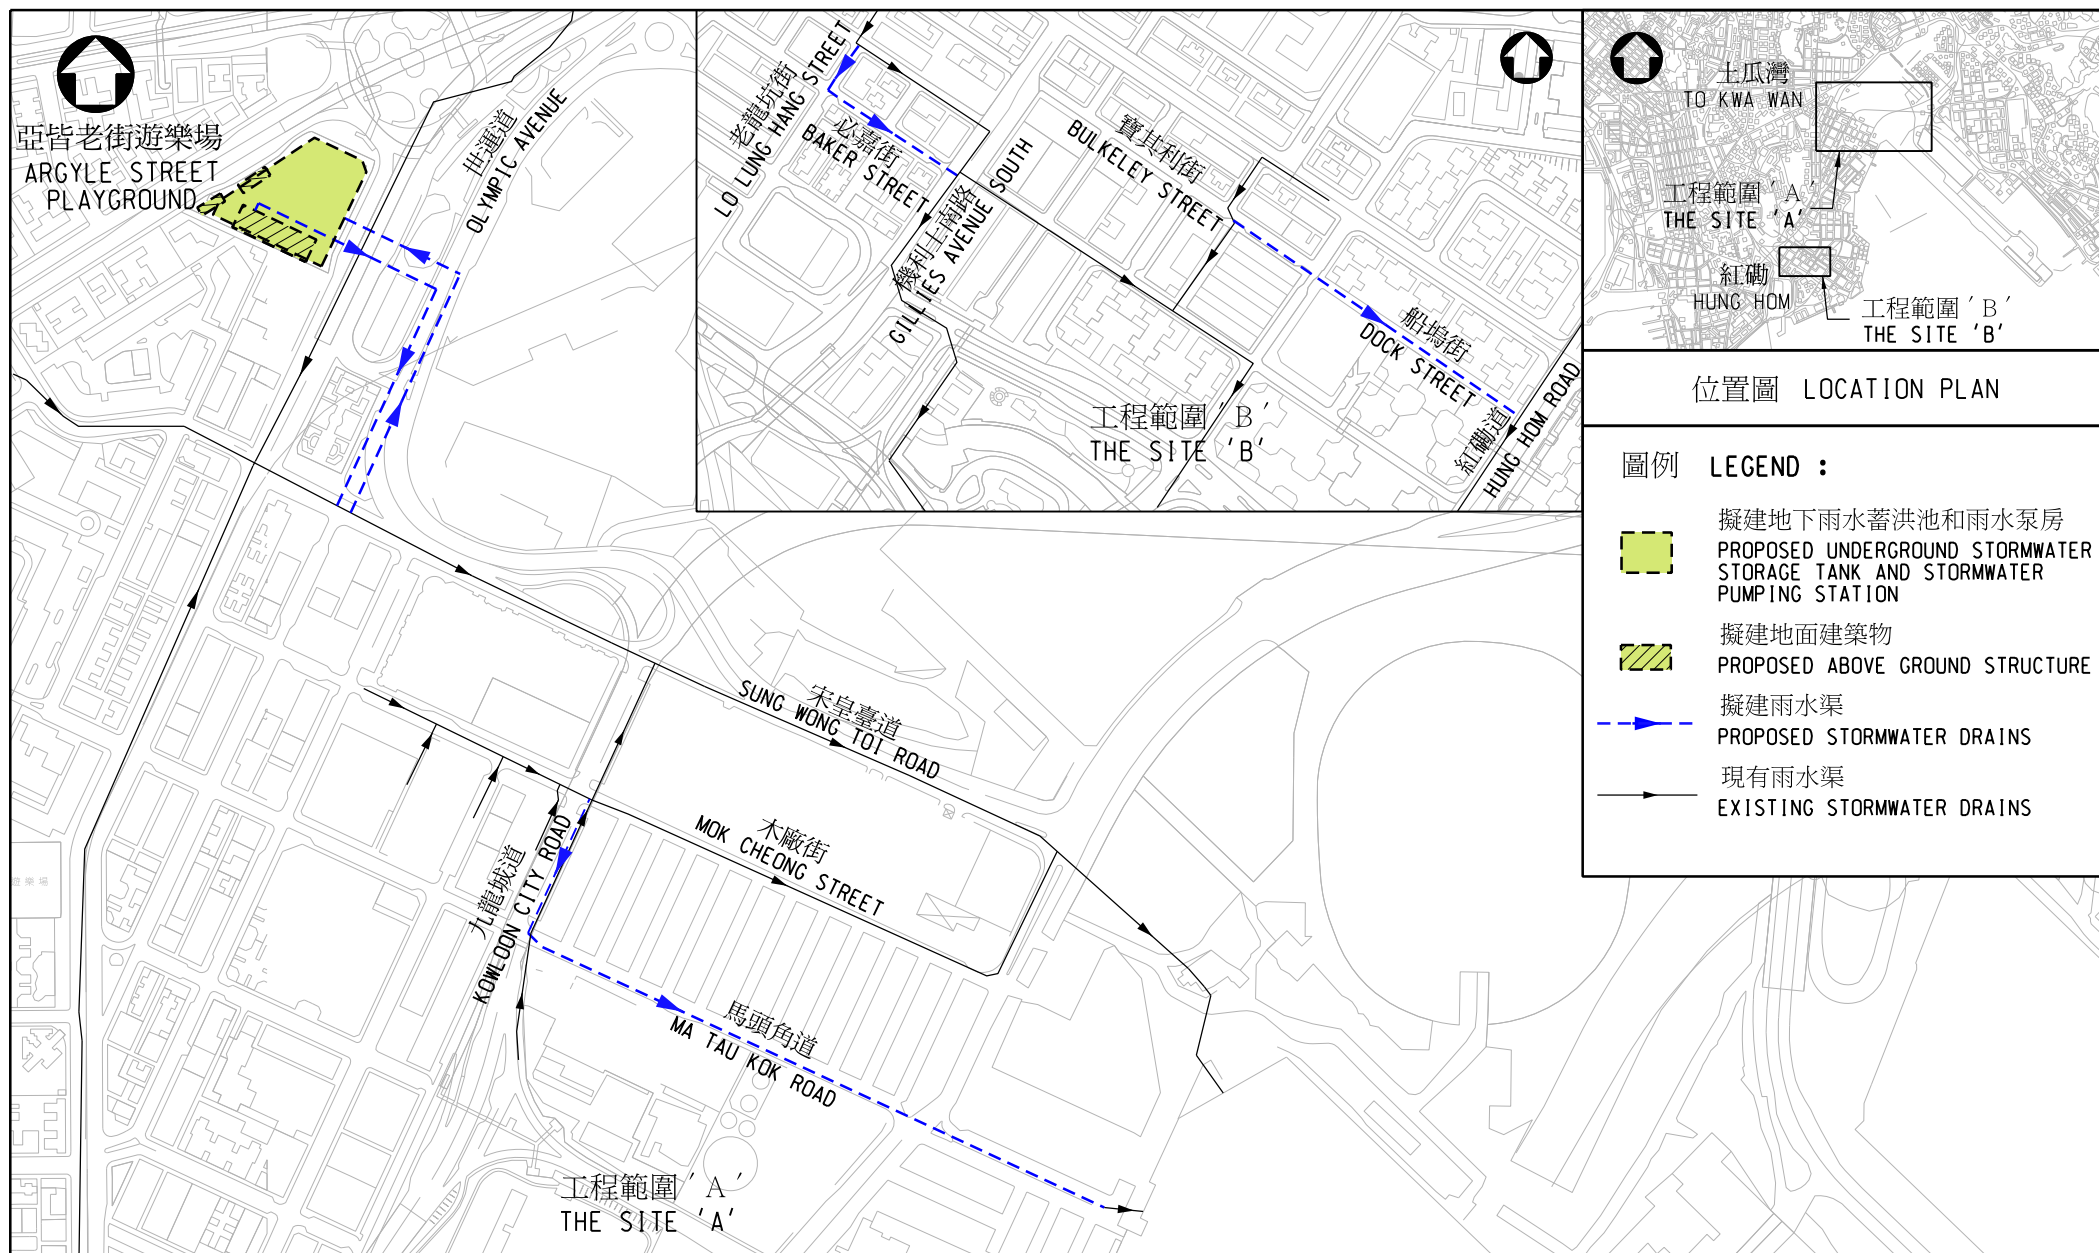 亞皆老街遊樂場
ARGYLE STREET
PLAYGROUND
世運道
OLYMPIC AVENUE
宋皇臺道
SUNG WONG TOI ROAD
木廠街
MOK CHEONG STREET
九龍城道
KOWLOON CITY ROAD
馬頭角道
MA TAU KOK ROAD
工程範圍 'A'
THE SITE 'A'
老龍坑街
LO LUNG HANG STREET
必嘉街
BAKER STREET
機利士南路
GILLIES AVENUE SOUTH
寶其利街
BULKELEY STREET
船塢街
DOCK STREET
紅磡道
HUNG HOM ROAD
工程範圍 'B'
THE SITE 'B'
土瓜灣
TO KWA WAN
工程範圍 'A'
THE SITE 'A'
紅磡
HUNG HOM
工程範圍 'B'
THE SITE 'B'
位置圖 LOCATION PLAN
圖例 LEGEND :
擬建地下雨水蓄洪池和雨水泵房
PROPOSED UNDERGROUND STORMWATER
STORAGE TANK AND STORMWATER
PUMPING STATION
擬建地面建築物
PROPOSED ABOVE GROUND STRUCTURE
擬建雨水渠
PROPOSED STORMWATER DRAINS
現有雨水渠
EXISTING STORMWATER DRAINS